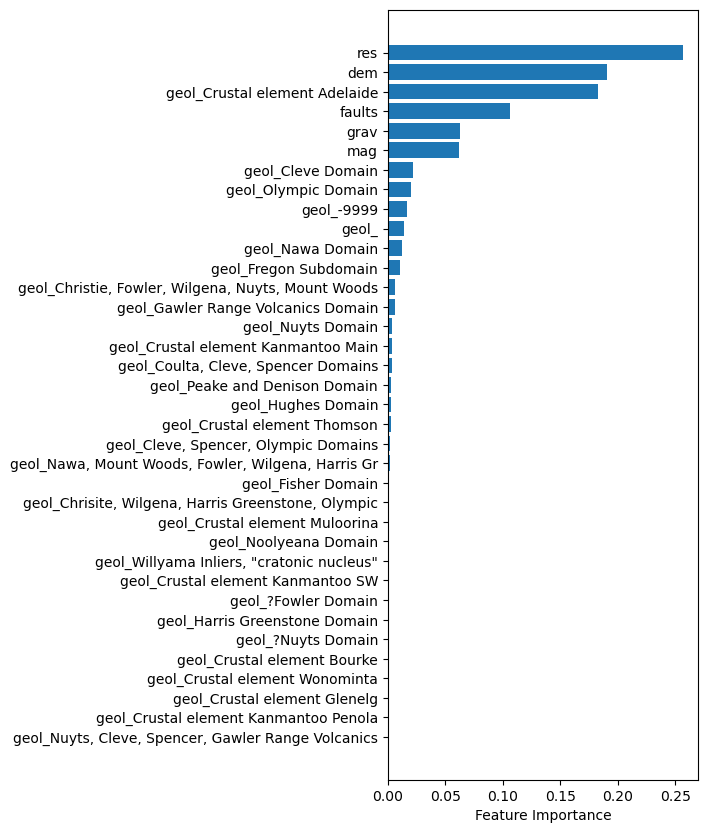 res
dem
geol_Crustal element Adelaide
faults
grav
mag
geol_Cleve Domain
geol_Olympic Domain
geol_-9999
geol_
geol_Nawa Domain
geol_Fregon Subdomain
geol_Christie, Fowler, Wilgena, Nuyts, Mount Woods
geol_Gawler Range Volcanics Domain
geol_Nuyts Domain
geol_Crustal element Kanmantoo Main
geol_Coulta, Cleve, Spencer Domains
geol_Peake and Denison Domain
geol_Hughes Domain
geol_Crustal element Thomson
geol_Cleve, Spencer, Olympic Domains
geol_Nawa, Mount Woods, Fowler, Wilgena, Harris Gr
geol_Fisher Domain
geol_Chrisite, Wilgena, Harris Greenstone, Olympic
geol_Crustal element Muloorina
geol_Noolyeana Domain
geol_Willyama Inliers, "cratonic nucleus"
geol_Crustal element Kanmantoo SW
geol_?Fowler Domain
geol_Harris Greenstone Domain
geol_?Nuyts Domain
geol_Crustal element Bourke
geol_Crustal element Wonominta
geol_Crustal element Glenelg
geol_Crustal element Kanmantoo Penola
geol_Nuyts, Cleve, Spencer, Gawler Range Volcanics
0.00 0.05 0.10 0.15 0.20 0.25
Feature Importance